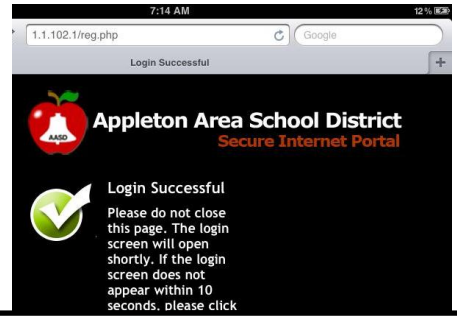 7:14 AM 12%
1.1.102.1/reg.php Google
Login Successful +
AASD
Appleton Area School District
Secure Internet Portal
Login Successful
Please do not close
this page. The login
screen will open
shortly. If the login
screen does not
appear within 10
seconds, please click